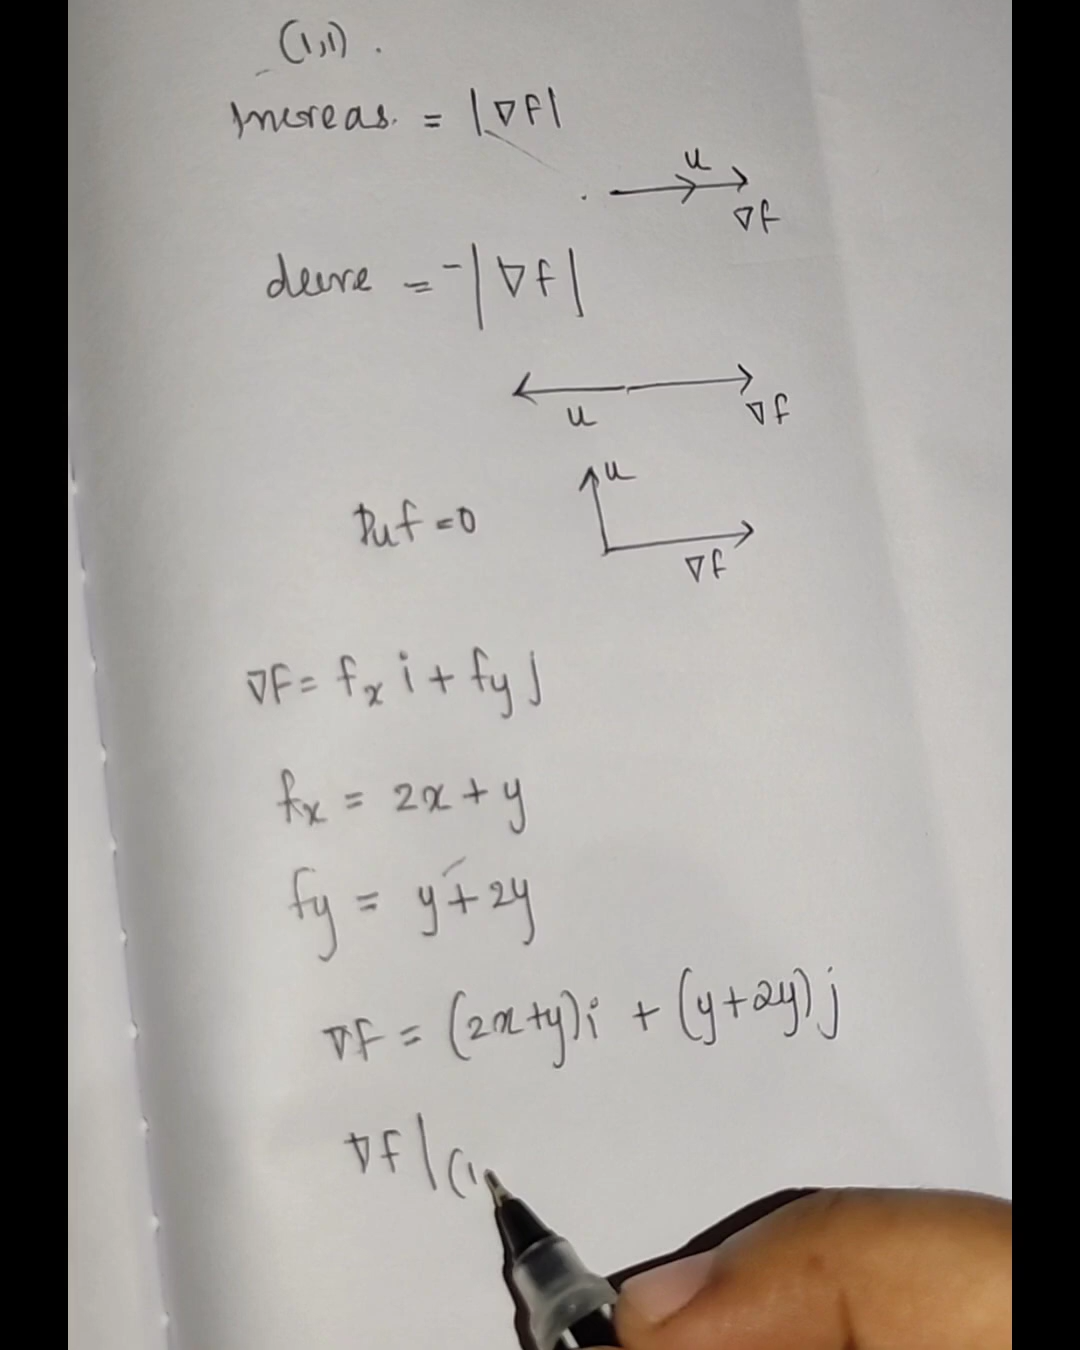 (1,1).
Increas. = |∇f|
u
∇f
decre = -|∇f|
u
∇f
Duf = 0
u
∇f
∇f = fx i + fy j
fx = 2x + y
fy = y + 2y
∇f = (2x+y)i + (y+2y)j
∇f|(1